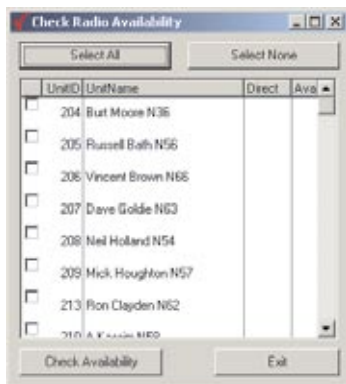 Check Radio Availability
Select All Select None
UnitID UnitName Direct Ava
204 Burt Moore N36
205 Russell Bath N56
206 Vincent Brown N66
207 Dave Goldie N63
208 Neil Holland N54
209 Mick Houghton N57
213 Ron Clayden N62
Check Availability Exit